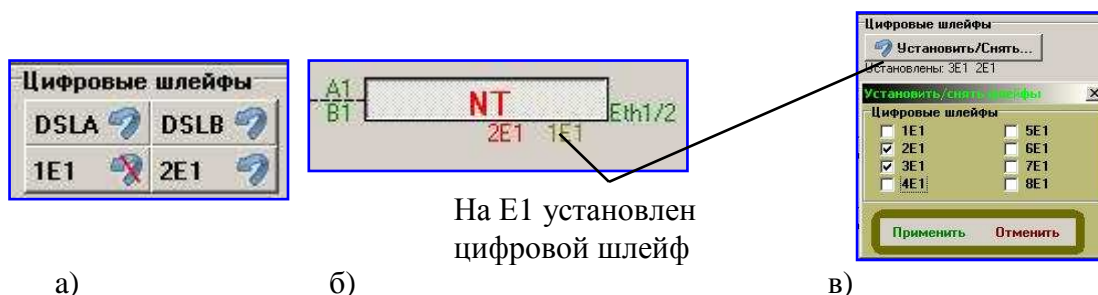 Цифровые шлейфы
DSLA DSLB
1E1 2E1
A1
B1
NT
Eth1/2
2E1 1E1
На Е1 установлен
цифровой шлейф
Цифровые шлейфы
Установить/Снять...
Установлены: 3E1 2E1
Установить/снять шлейфы
Цифровые шлейфы
1E1 5E1
2E1 6E1
3E1 7E1
4E1 8E1
Применить Отменить
а) б) в)